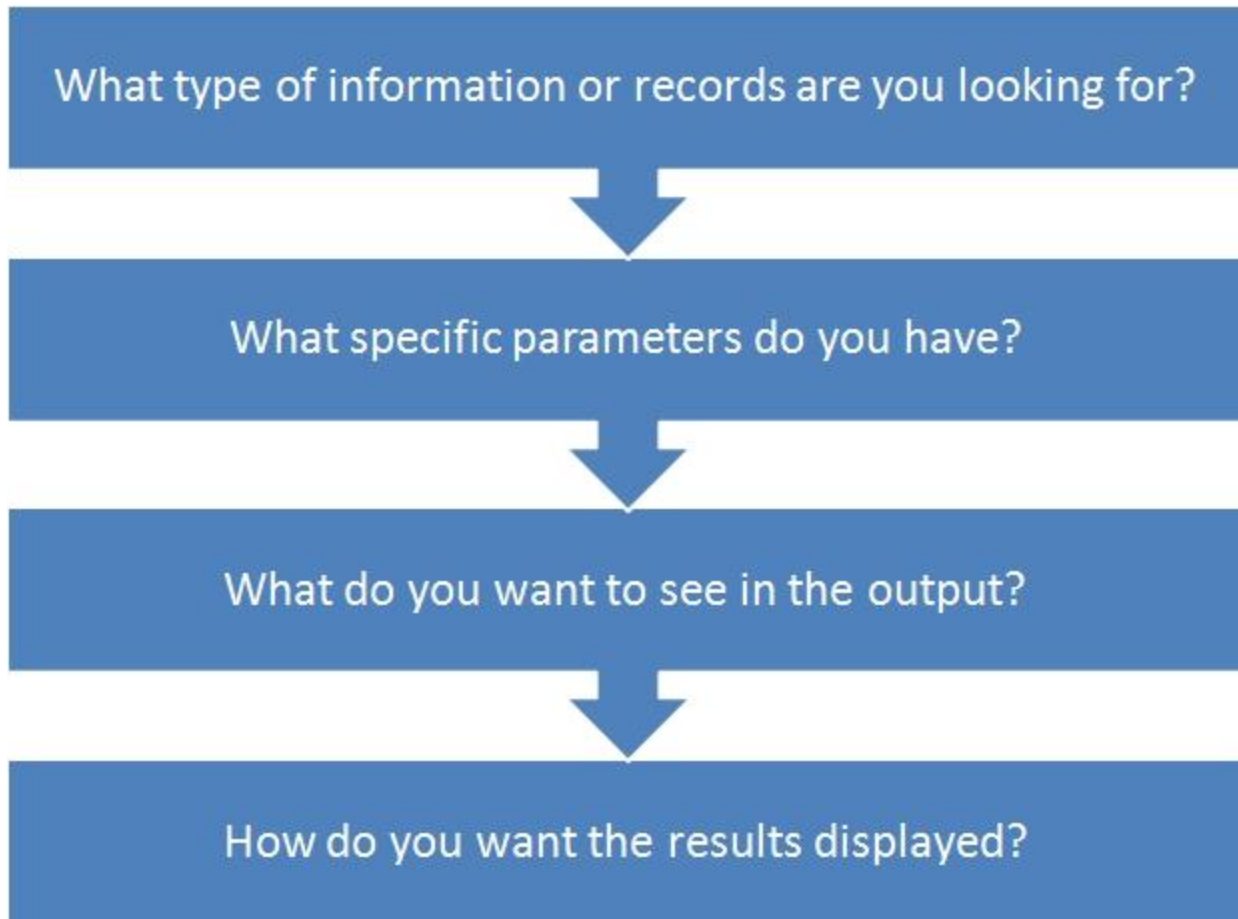 What type of information or records are you looking for?
What specific parameters do you have?
What do you want to see in the output?
How do you want the results displayed?